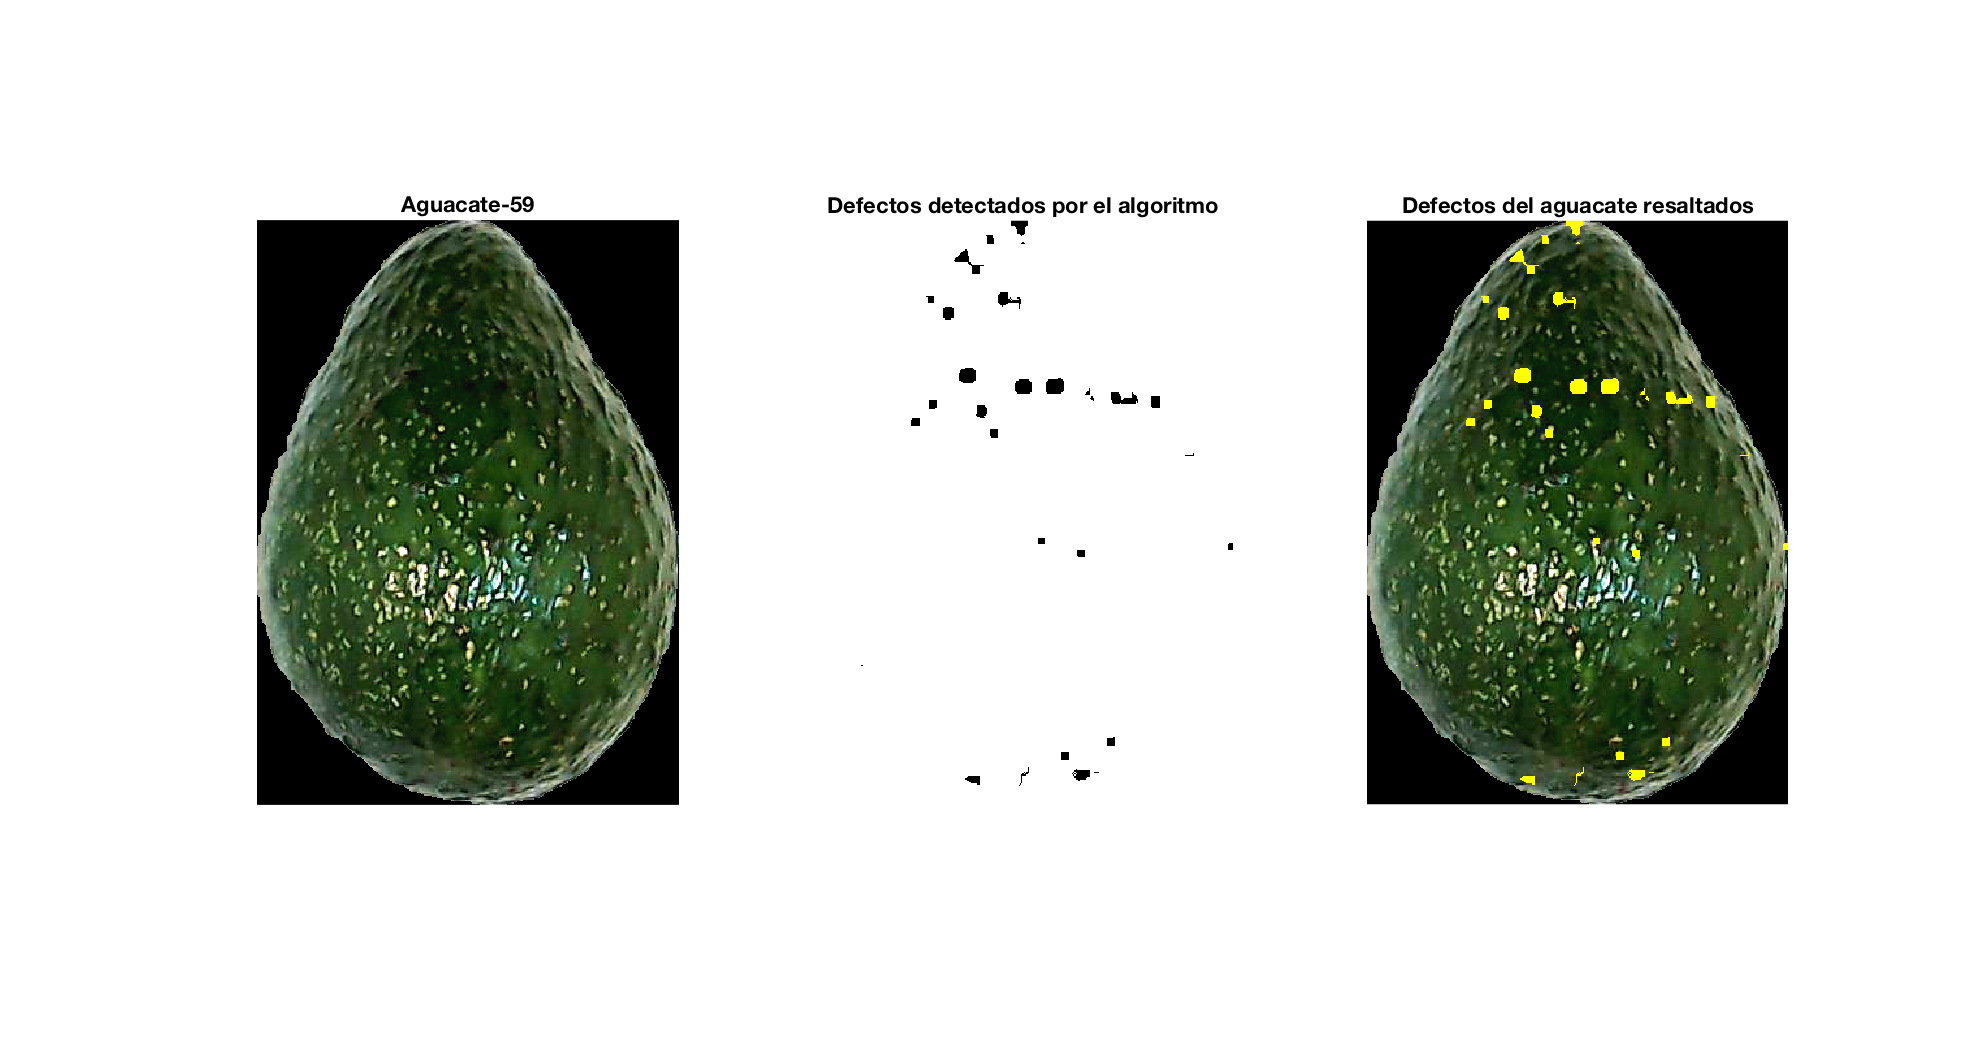 Aguacate-59
Defectos detectados por el algoritmo
Defectos del aguacate resaltados